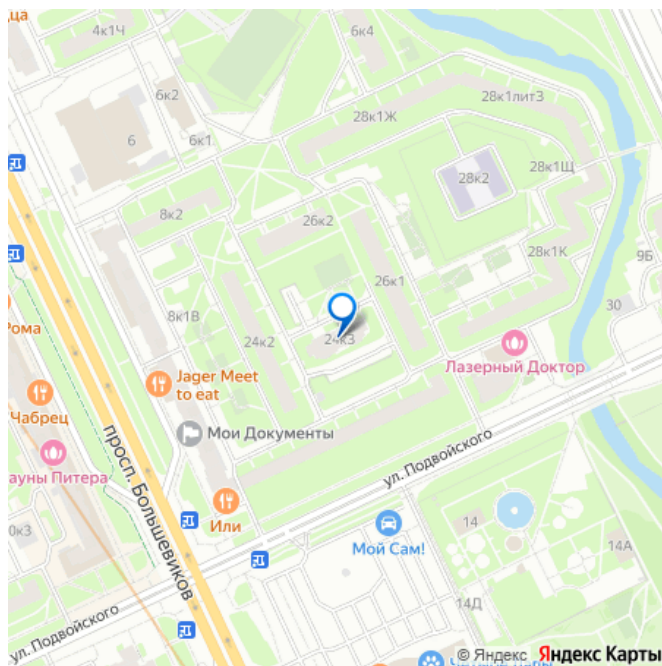 4к1Ч
6к4
6к2
28к1литЗ
28к1Ж
6
6к1
28к1Щ
28к2
8к2
26к2
28к1К
9Б
26к1
30
8к1В
Рома
24к2
24к3
Лазерный Доктор
Jager Meet
to eat
Чабрец
Мои Документы
просп. Большевиков
ул. Подвойского
ауны Питера
Или
14
0к3
Мой Сам!
14А
14Д
ул. Подвойского
© Яндекс Яндекс Карты